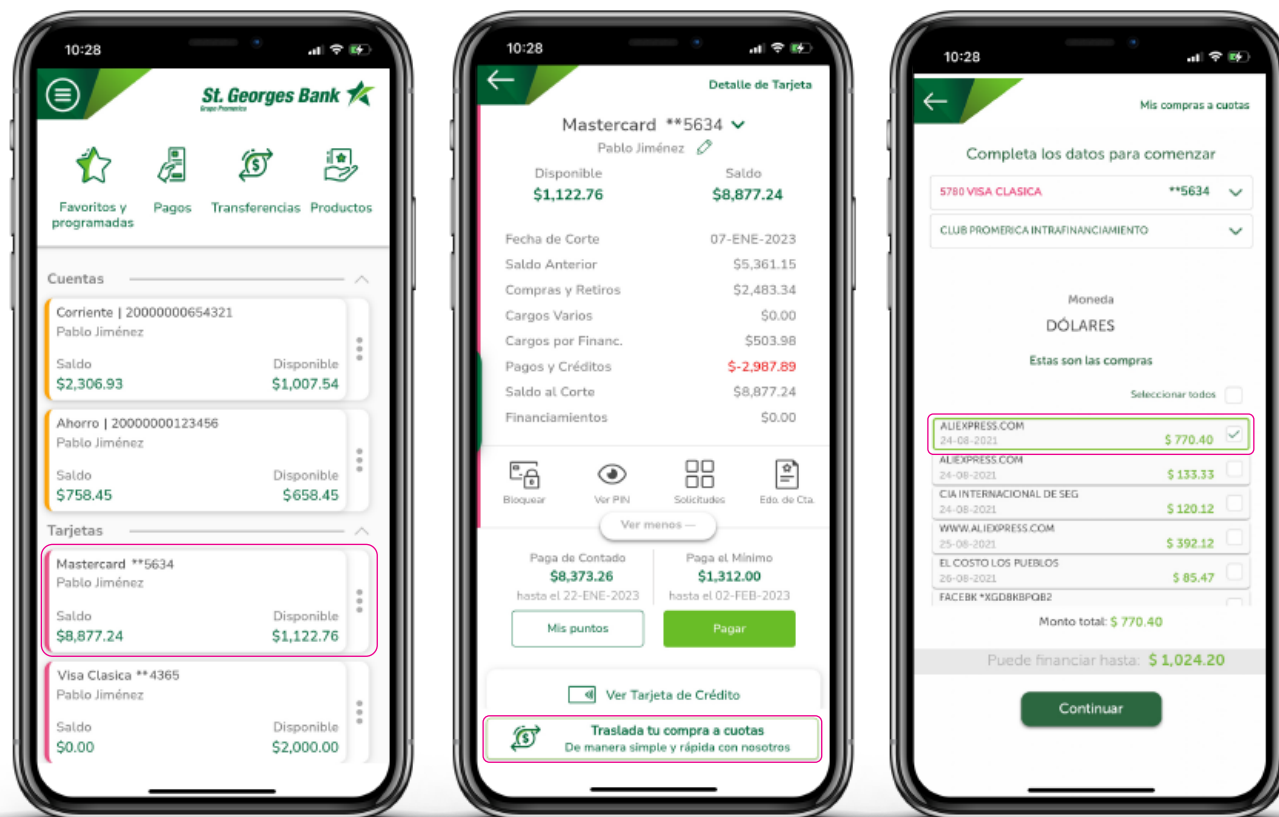 10:28
St. Georges Bank
Grupo Promerica
Favoritos y programadas
Pagos
Transferencias
Productos
Cuentas
Corriente | 20000000654321
Pablo Jiménez
Saldo Disponible
$2,306.93 $1,007.54
Ahorro | 20000000123456
Pablo Jiménez
Saldo Disponible
$758.45 $658.45
Tarjetas
Mastercard **5634
Pablo Jiménez
Saldo Disponible
$8,877.24 $1,122.76
Visa Clasica **4365
Pablo Jiménez
Saldo Disponible
$0.00 $2,000.00
10:28
Detalle de Tarjeta
Mastercard **5634
Pablo Jiménez
Disponible Saldo
$1,122.76 $8,877.24
Fecha de Corte 07-ENE-2023
Saldo Anterior $5,361.15
Compras y Retiros $2,483.34
Cargos Varios $0.00
Cargos por Financ. $503.98
Pagos y Créditos $-2,987.89
Saldo al Corte $8,877.24
Financiamientos $0.00
Bloquear Ver PIN Solicitudes Edo. de Cta.
Ver menos —
Paga de Contado Paga el Mínimo
$8,373.26 $1,312.00
hasta el 22-ENE-2023 hasta el 02-FEB-2023
Mis puntos Pagar
Ver Tarjeta de Crédito
Traslada tu compra a cuotas
De manera simple y rápida con nosotros
10:28
Mis compras a cuotas
Completa los datos para comenzar
5780 VISA CLASICA **5634
CLUB PROMERICA INTRAFINANCIAMIENTO
Moneda
DÓLARES
Estas son las compras
Seleccionar todos
ALIEXPRESS.COM
24-08-2021 $ 770.40
ALIEXPRESS.COM
24-08-2021 $ 133.33
CIA INTERNACIONAL DE SEG
24-08-2021 $ 120.12
WWW.ALIEXPRESS.COM
25-08-2021 $ 392.12
EL COSTO LOS PUEBLOS
26-08-2021 $ 85.47
FACEBK *XGD8KBPQB2
Monto total: $ 770.40
Puede financiar hasta: $ 1,024.20
Continuar